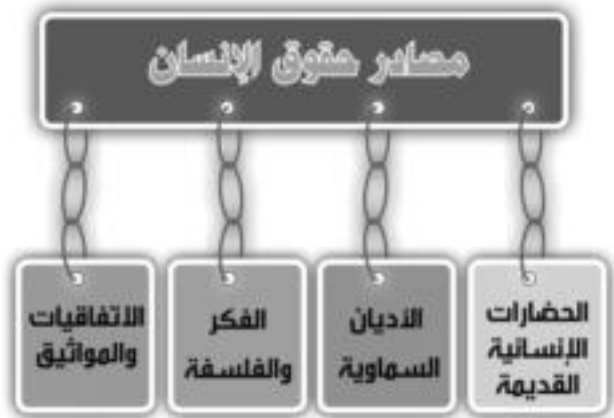 مصادر حقوق الإنسان
الحضارات
الإنسانية
القديمة
الأديان
السماوية
الفكر
والفلسفة
الاتفاقيات
والمواثيق